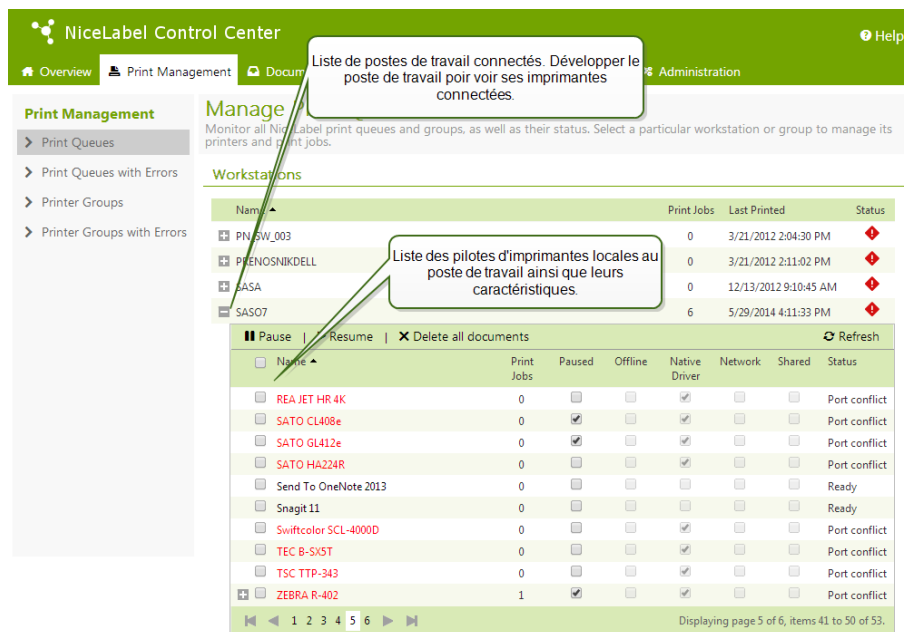 NiceLabel Control Center
Help
Overview
Print Management
Docum
Administration
Liste de postes de travail connectés. Développer le
poste de travail poir voir ses imprimantes
connectées.
Print Management
Print Queues
Print Queues with Errors
Printer Groups
Printer Groups with Errors
Manage
Monitor all NiceLabel print queues and groups, as well as their status. Select a particular workstation or group to manage its
printers and print jobs.
Workstations
Name Print Jobs Last Printed Status
PN_SW_003 0 3/21/2012 2:04:30 PM
PRENOSNIKDELL 0 3/21/2012 2:11:02 PM
SASA 0 12/13/2012 9:10:45 AM
SASO7 6 5/29/2014 4:11:33 PM
Liste des pilotes d'imprimantes locales au
poste de travail ainsi que leurs
caractéristiques.
Pause | Resume | Delete all documents Refresh
Name Print Jobs Paused Offline Native Driver Network Shared Status
REA JET HR 4K 0 Port conflict
SATO CL408e 0 Port conflict
SATO GL412e 0 Port conflict
SATO HA224R 0 Port conflict
Send To OneNote 2013 0 Ready
Snagit 11 0 Ready
Swiftcolor SCL-4000D 0 Port conflict
TEC B-SX5T 0 Port conflict
TSC TTP-343 0 Port conflict
ZEBRA R-402 1 Port conflict
1 2 3 4 5 6 Displaying page 5 of 6, items 41 to 50 of 53.